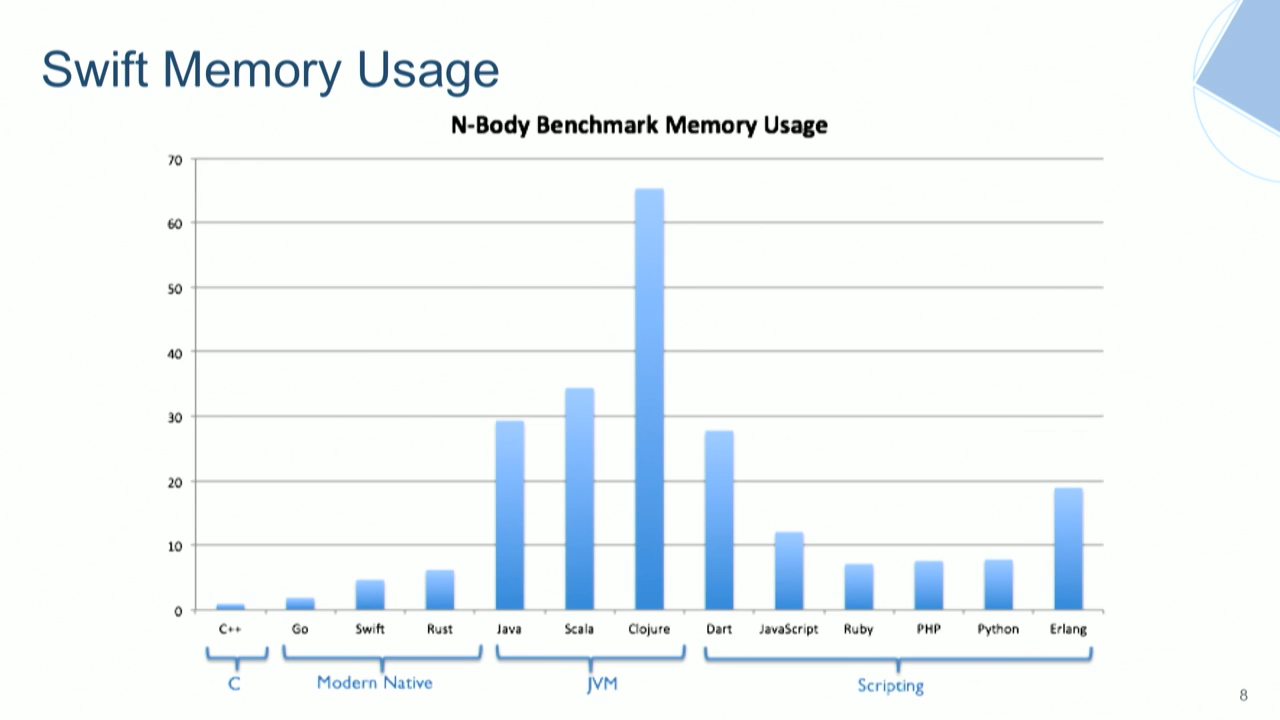 Swift Memory Usage
N-Body Benchmark Memory Usage
70
60
50
40
30
20
10
0
C++ Go Swift Rust Java Scala Clojure Dart JavaScript Ruby PHP Python Erlang
C Modern Native JVM Scripting
8